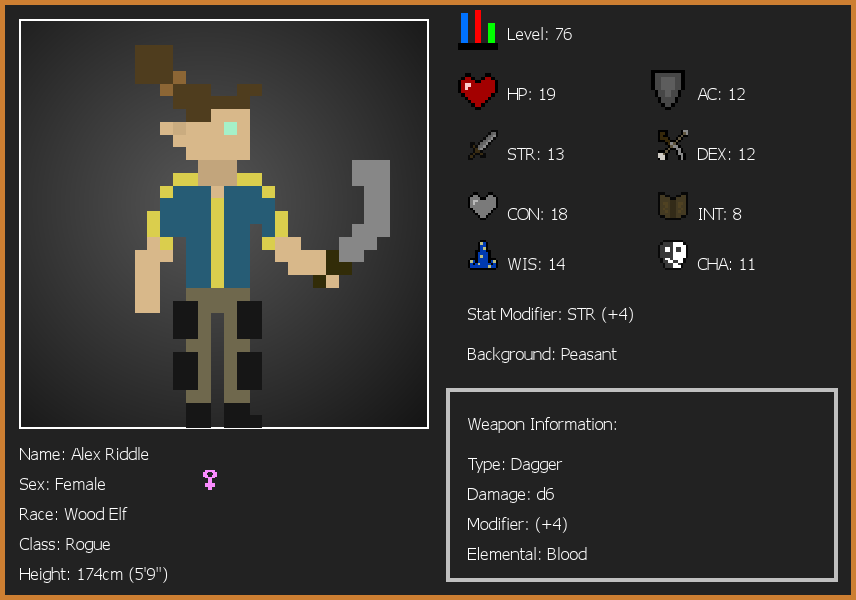 Level: 76
HP: 19
AC: 12
STR: 13
DEX: 12
CON: 18
INT: 8
WIS: 14
CHA: 11
Stat Modifier: STR (+4)
Background: Peasant
Weapon Information:
Type: Dagger
Damage: d6
Modifier: (+4)
Elemental: Blood
Name: Alex Riddle
Sex: Female
Race: Wood Elf
Class: Rogue
Height: 174cm (5'9")